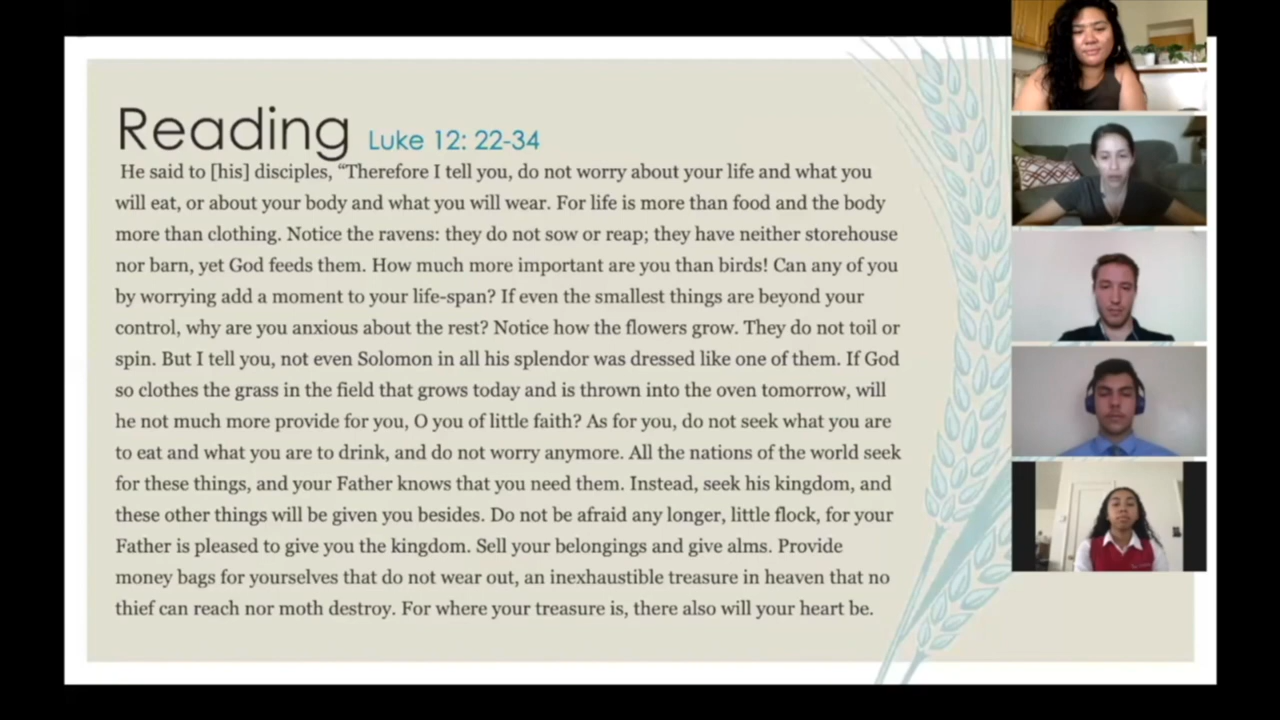 Reading Luke 12: 22-34
He said to [his] disciples, “Therefore I tell you, do not worry about your life and what you
will eat, or about your body and what you will wear. For life is more than food and the body
more than clothing. Notice the ravens: they do not sow or reap; they have neither storehouse
nor barn, yet God feeds them. How much more important are you than birds! Can any of you
by worrying add a moment to your life-span? If even the smallest things are beyond your
control, why are you anxious about the rest? Notice how the flowers grow. They do not toil or
spin. But I tell you, not even Solomon in all his splendor was dressed like one of them. If God
so clothes the grass in the field that grows today and is thrown into the oven tomorrow, will
he not much more provide for you, O you of little faith? As for you, do not seek what you are
to eat and what you are to drink, and do not worry anymore. All the nations of the world seek
for these things, and your Father knows that you need them. Instead, seek his kingdom, and
these other things will be given you besides. Do not be afraid any longer, little flock, for your
Father is pleased to give you the kingdom. Sell your belongings and give alms. Provide
money bags for yourselves that do not wear out, an inexhaustible treasure in heaven that no
thief can reach nor moth destroy. For where your treasure is, there also will your heart be.